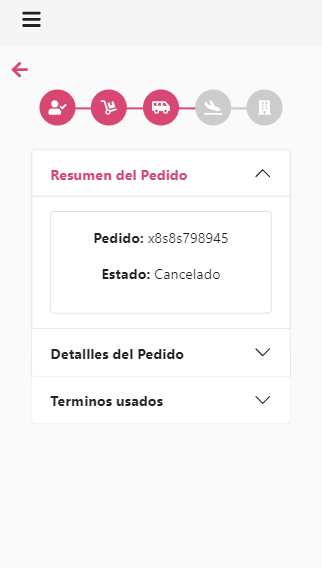 Resumen del Pedido
Pedido: x8s8s798945
Estado: Cancelado
Detallles del Pedido
Terminos usados